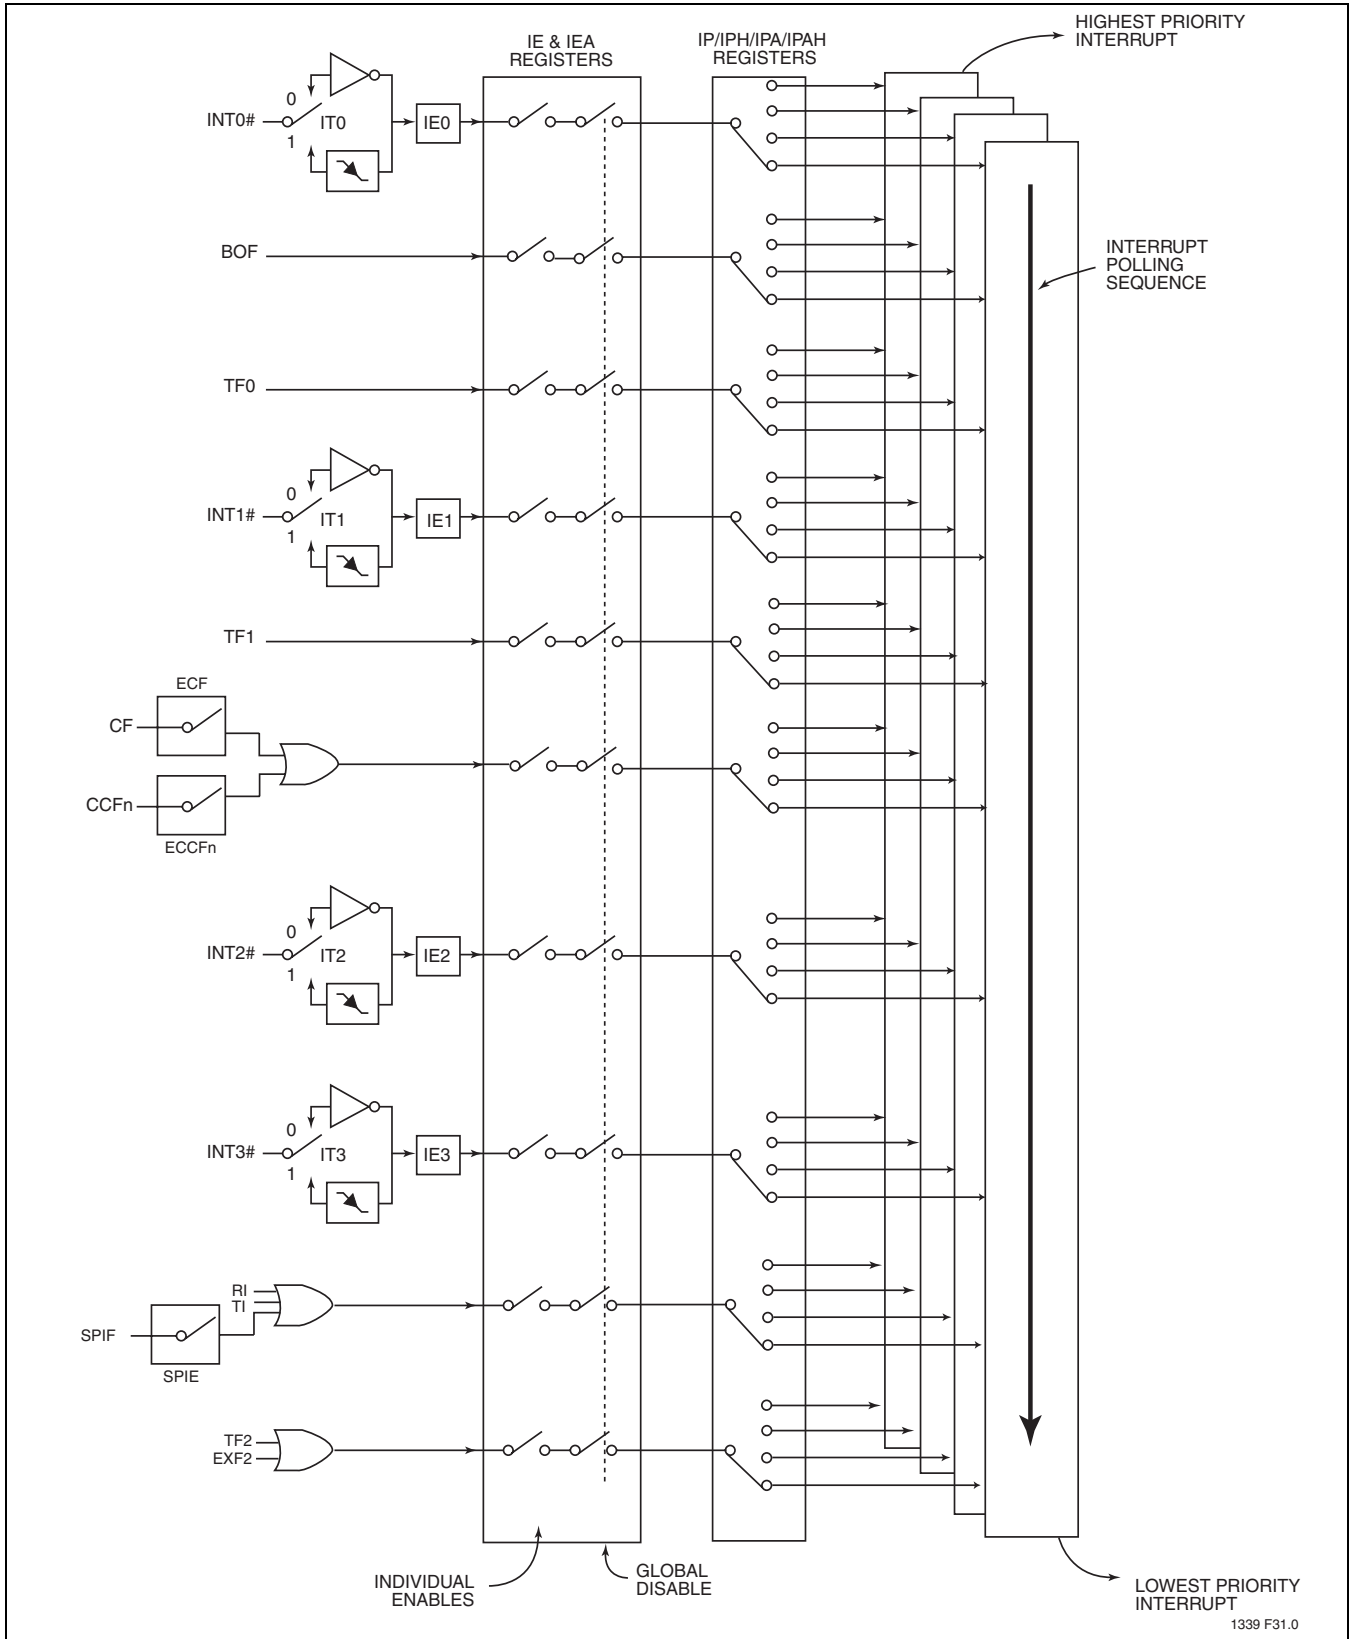 HIGHEST PRIORITY
INTERRUPT
IE & IEA
REGISTERS
IP/IPH/IPA/IPAH
REGISTERS
0
INT0#
IT0
IE0
1
BOF
INTERRUPT
POLLING
SEQUENCE
TF0
0
INT1#
IT1
IE1
1
TF1
ECF
CF
CCFn
ECCFn
0
INT2#
IT2
IE2
1
0
INT3#
IT3
IE3
1
RI
TI
SPIF
SPIE
TF2
EXF2
INDIVIDUAL
ENABLES
GLOBAL
DISABLE
LOWEST PRIORITY
INTERRUPT
1339 F31.0